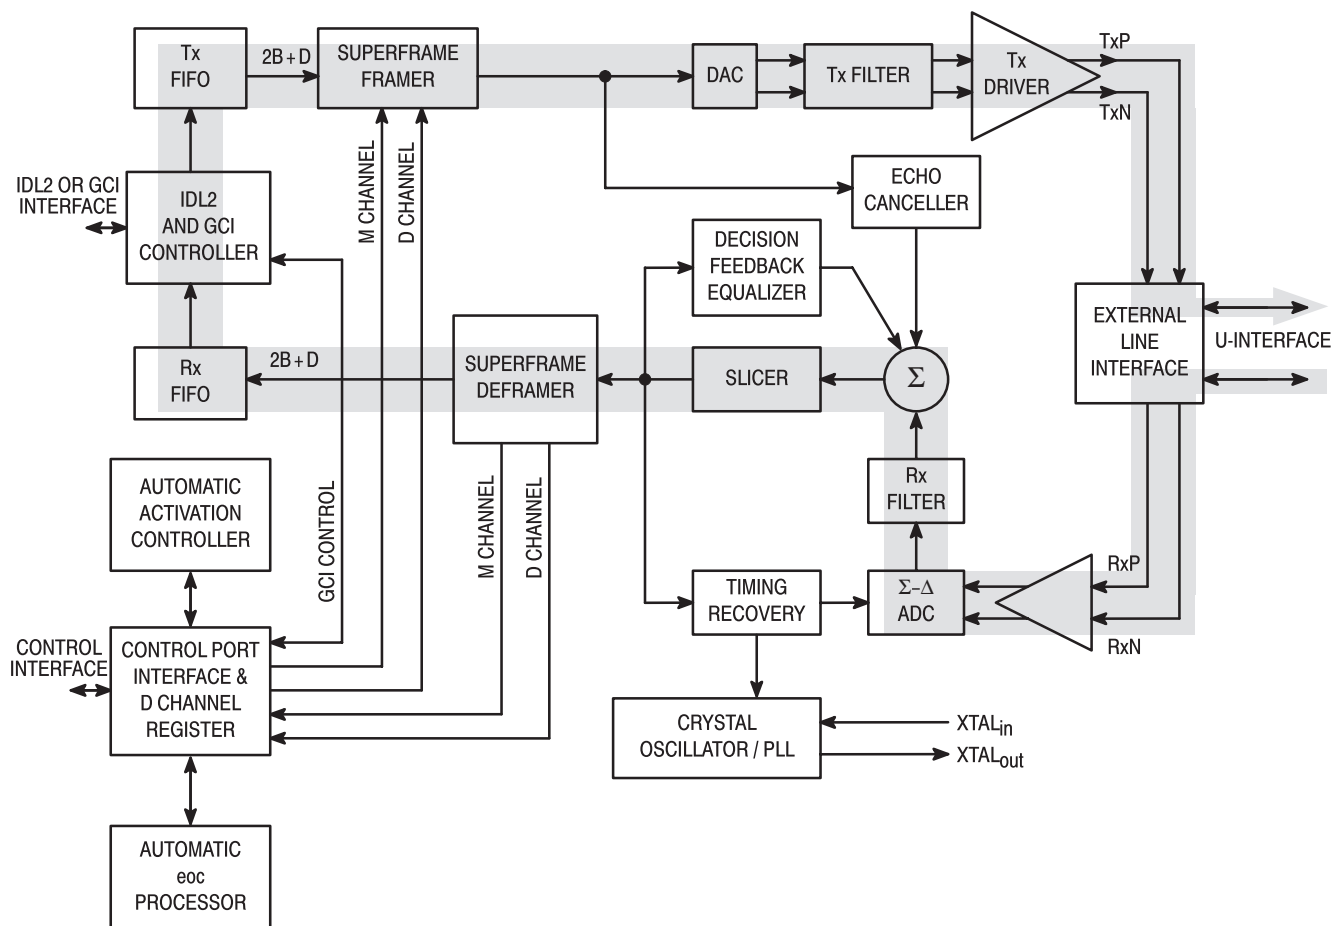 Tx
FIFO
2B+D
SUPERFRAME
FRAMER
DAC
Tx FILTER
Tx
DRIVER
TxP
TxN
IDL2 OR GCI
INTERFACE
IDL2
AND GCI
CONTROLLER
M CHANNEL
D CHANNEL
ECHO
CANCELLER
DECISION
FEEDBACK
EQUALIZER
EXTERNAL
LINE
INTERFACE
U-INTERFACE
Rx
FIFO
2B+D
SUPERFRAME
DEFRAMER
SLICER
Σ
Rx
FILTER
AUTOMATIC
ACTIVATION
CONTROLLER
GCI CONTROL
M CHANNEL
D CHANNEL
TIMING
RECOVERY
Σ–Δ
ADC
RxP
RxN
CONTROL
INTERFACE
CONTROL PORT
INTERFACE &
D CHANNEL
REGISTER
CRYSTAL
OSCILLATOR / PLL
XTALin
XTALout
AUTOMATIC
eoc
PROCESSOR